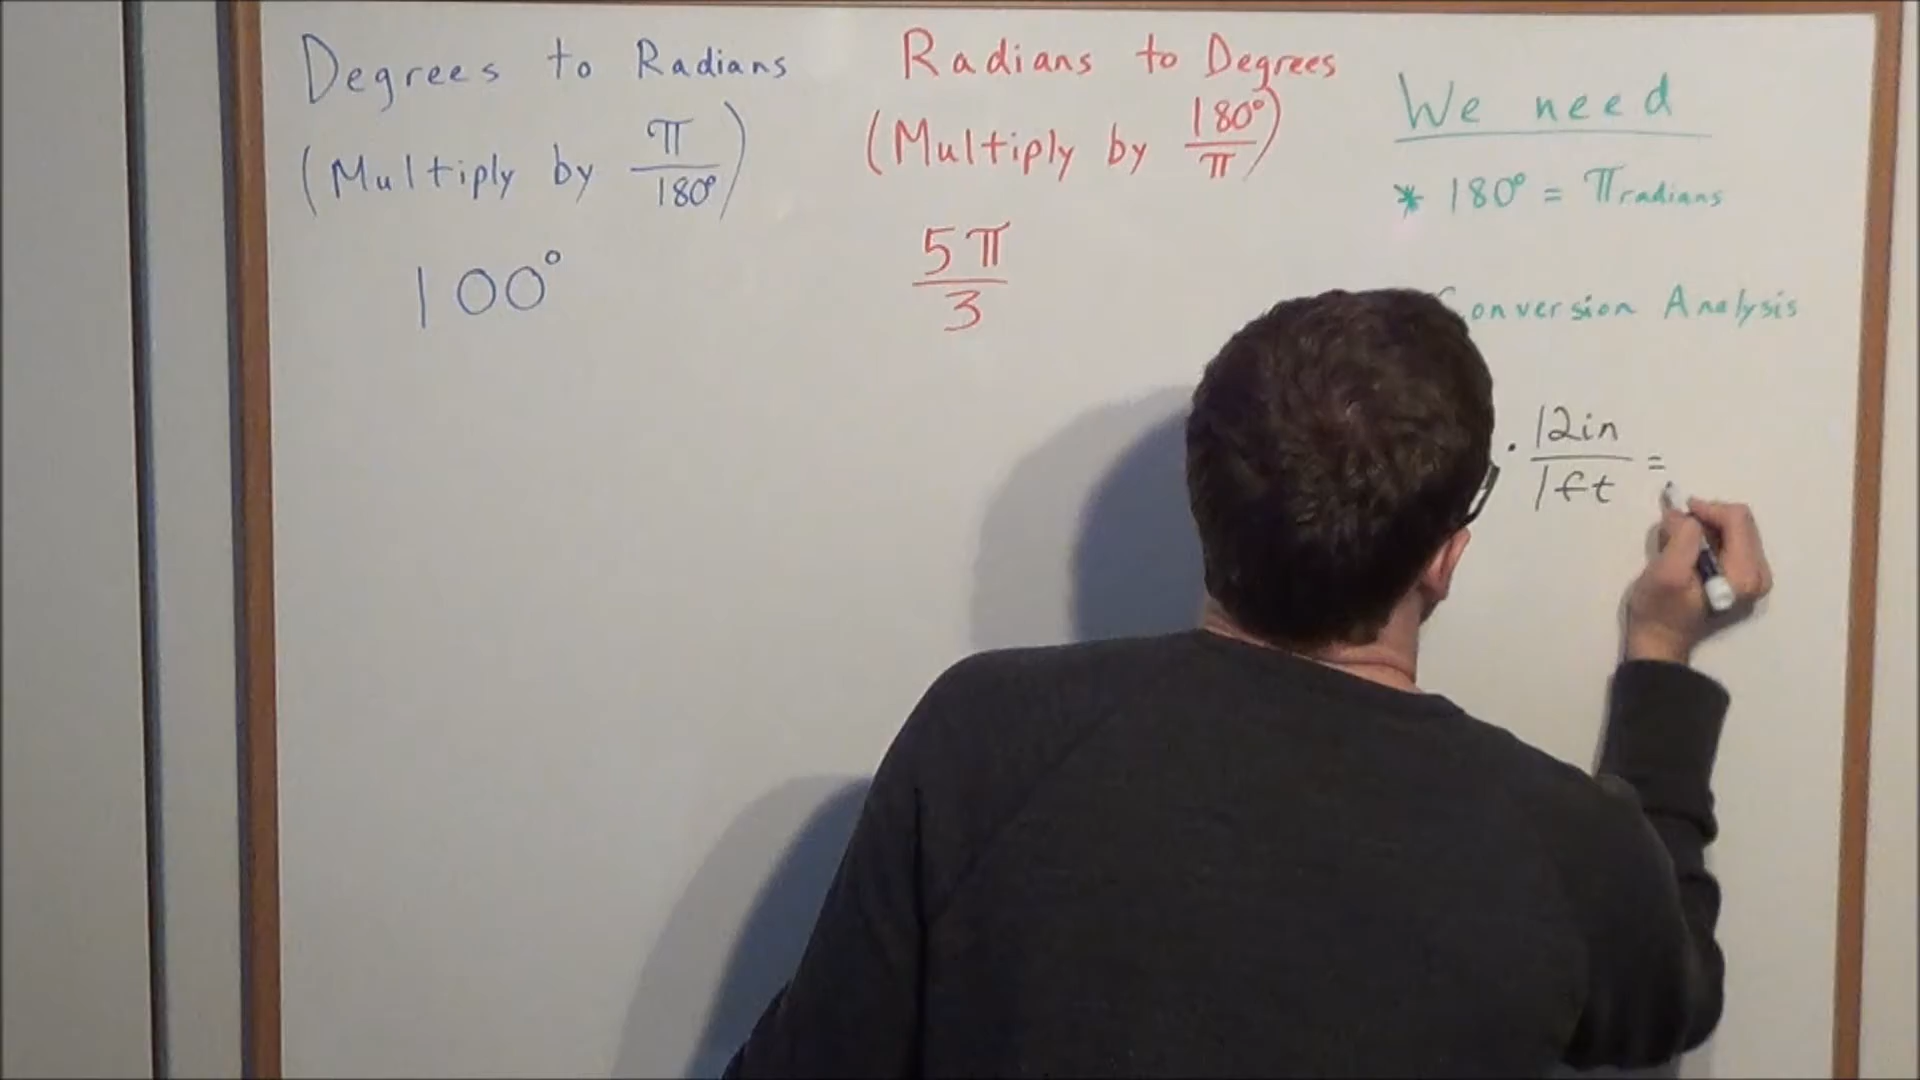 Degrees to Radians
(Multiply by π/180°)
100°
Radians to Degrees
(Multiply by 180°/π)
5π/3
We need
* 180° = π radians
Analysis
· 12in/1ft =